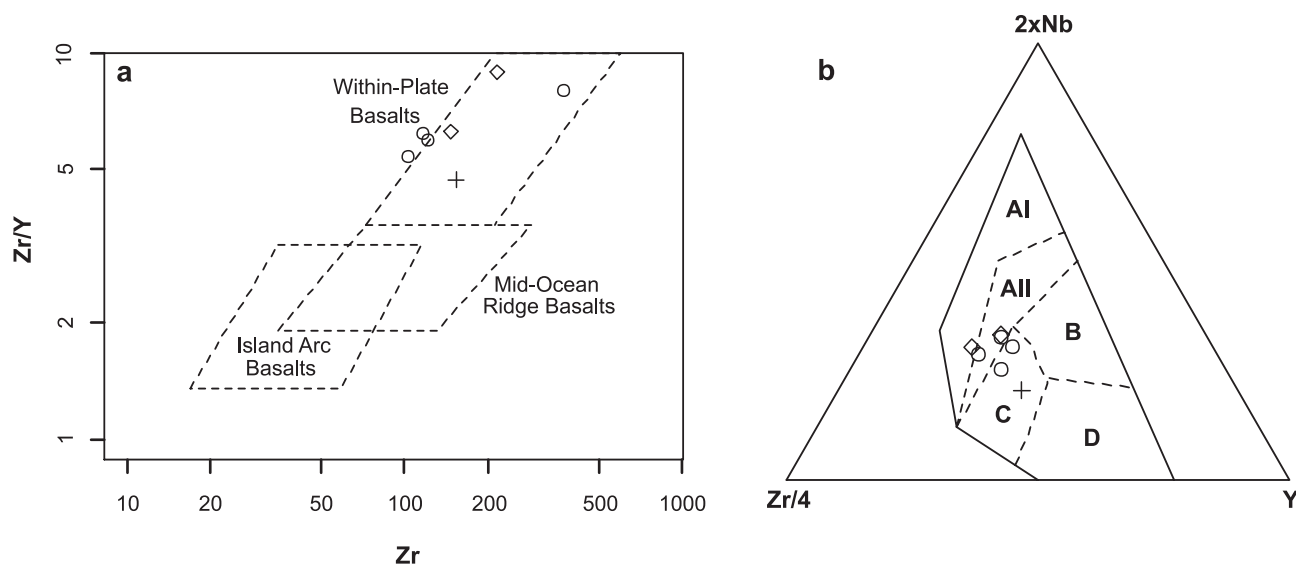 a
Within-Plate
Basalts
Mid-Ocean
Ridge Basalts
Island Arc
Basalts
10
5
2
1
Zr/Y
10
20
50
100
200
500
1000
Zr
b
2xNb
AI
AII
B
C
D
Zr/4
Y